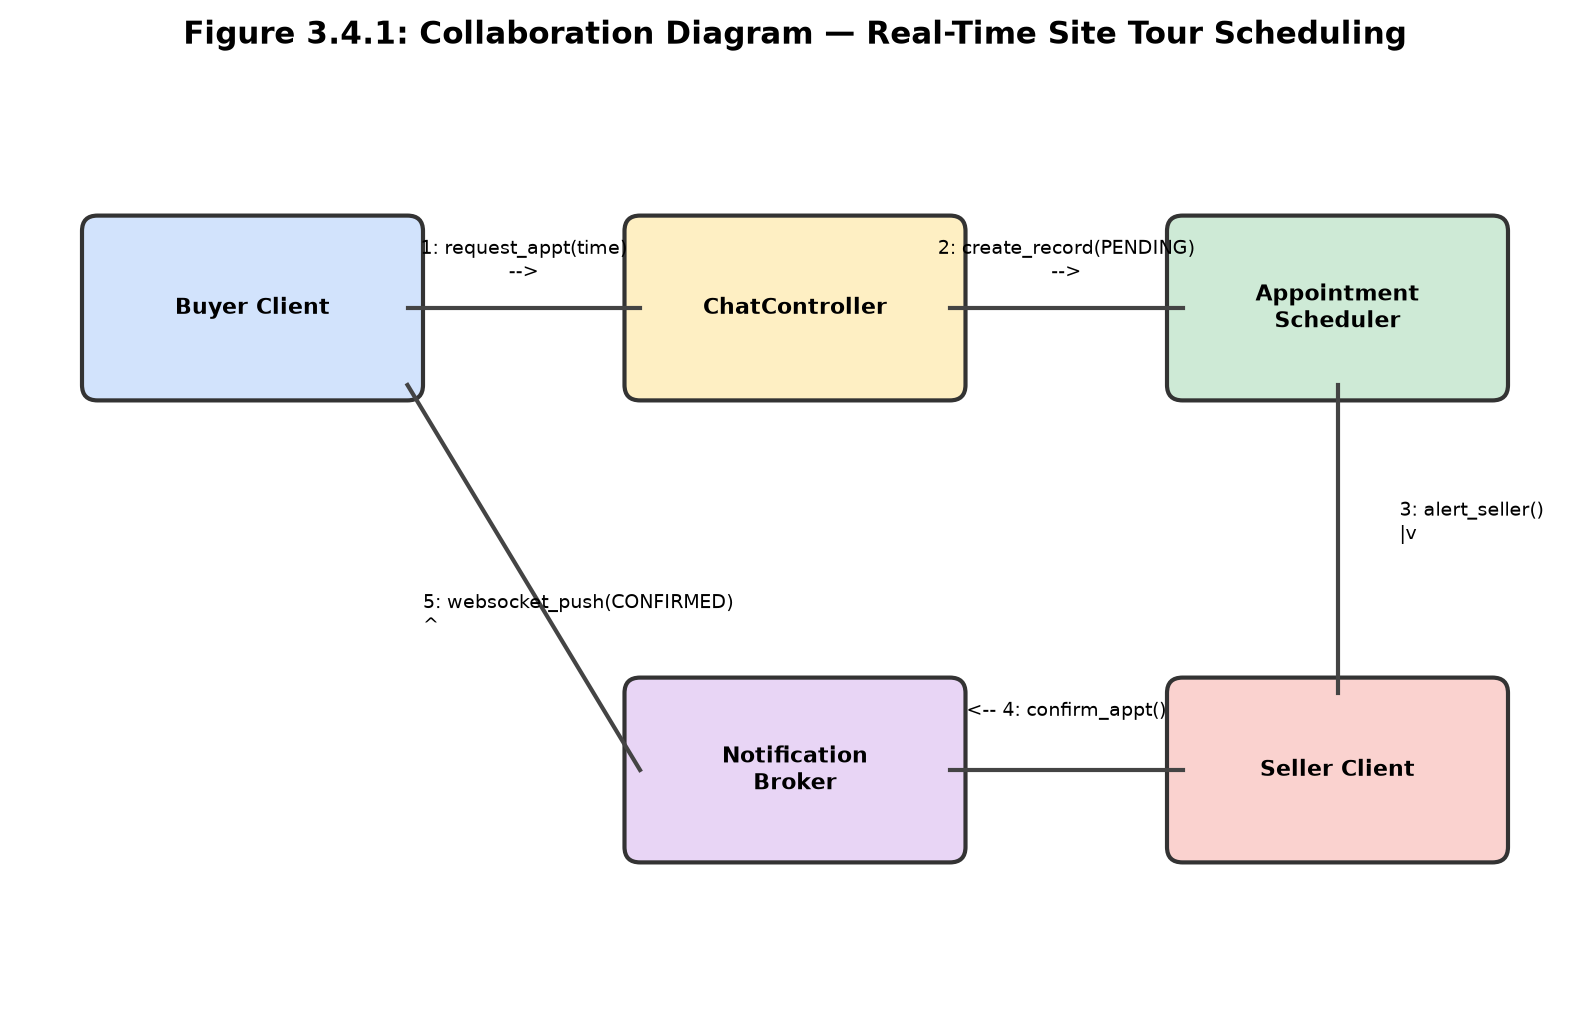 Figure 3.4.1: Collaboration Diagram — Real-Time Site Tour Scheduling
1: request_appt(time)
-->
2: create_record(PENDING)
-->
Buyer Client
ChatController
Appointment
Scheduler
3: alert_seller()
|v
5: websocket_push(CONFIRMED)
^
<-- 4: confirm_appt()
Notification
Broker
Seller Client